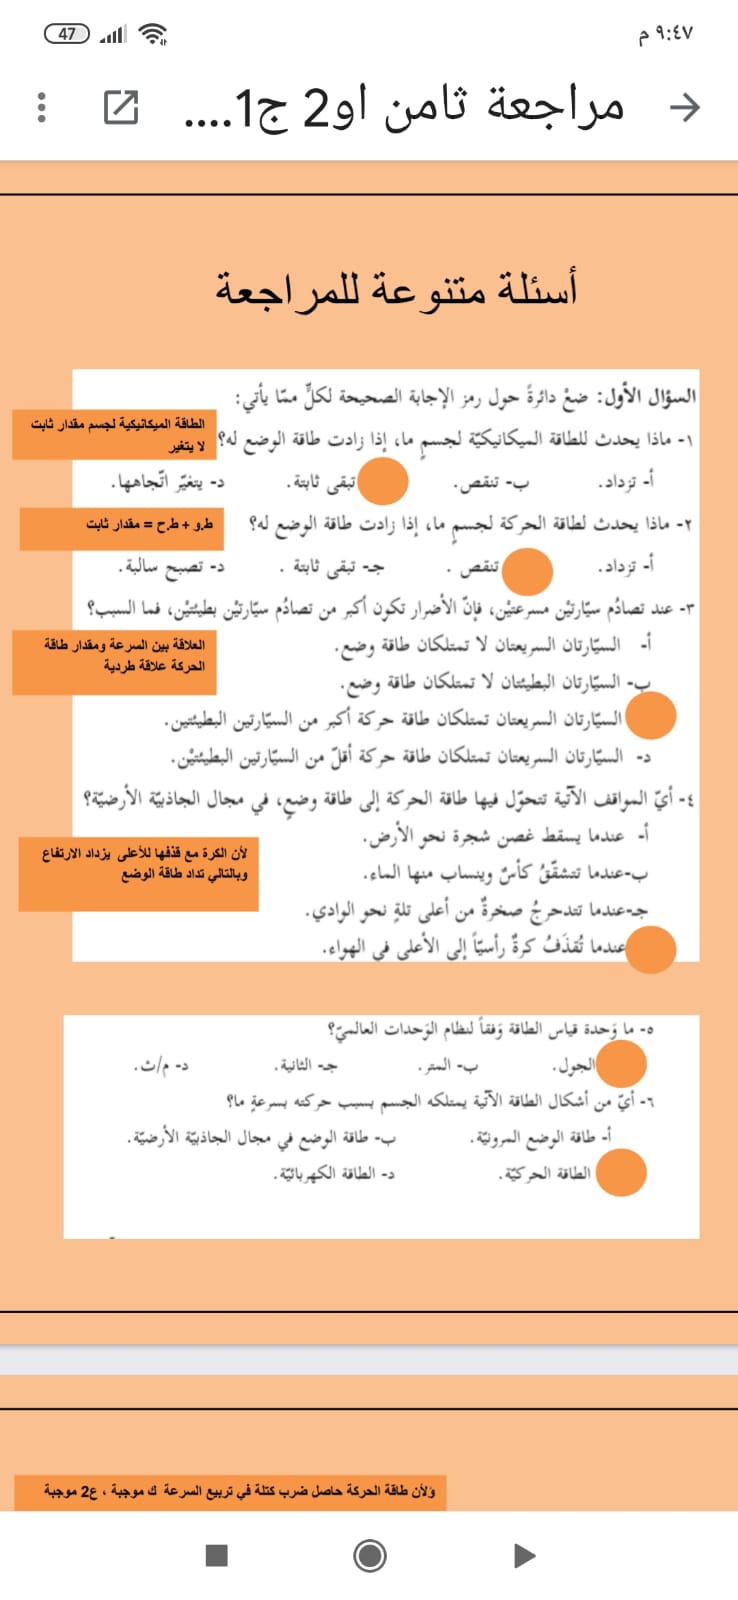 47
٩:٤٧ م
مراجعة ثامن او2 ج1....
أسئلة متنوعة للمراجعة
السؤال الأول: ضعْ دائرةً حول رمز الإجابة الصحيحة لكلٍّ ممّا يأتي:
١- ماذا يحدث للطاقة الميكانيكيّة لجسمٍ ما، إذا زادت طاقة الوضع له؟
الطاقة الميكانيكية لجسم مقدار ثابت
لا يتغير
أ- تزداد. ب- تنقص. تبقى ثابتة. د- يتغيّر اتّجاهها.
٢- ماذا يحدث لطاقة الحركة لجسمٍ ما، إذا زادت طاقة الوضع له؟
ط.و + ط.ح = مقدار ثابت
أ- تزداد. تنقص . جـ- تبقى ثابتة . د- تصبح سالبة.
٣- عند تصادُم سيّارتيْن مسرعتيْن، فإنّ الأضرار تكون أكبر من تصادُم سيّارتيْن بطيئتيْن، فما السبب؟
أ- السيّارتان السريعتان لا تمتلكان طاقة وضع.
العلاقة بين السرعة ومقدار طاقة
الحركة علاقة طردية
ب- السيّارتان البطيئتان لا تمتلكان طاقة وضع.
السيّارتان السريعتان تمتلكان طاقة حركة أكبر من السيّارتين البطيئتين.
د- السيّارتان السريعتان تمتلكان طاقة حركة أقلّ من السيّارتين البطيئتيْن.
٤- أيّ المواقف الآتية تتحوّل فيها طاقة الحركة إلى طاقة وضعٍ، في مجال الجاذبيّة الأرضيّة؟
أ- عندما يسقط غصن شجرة نحو الأرض.
لأن الكرة مع قذفها للأعلى يزداد الارتفاع
وبالتالي تداد طاقة الوضع
ب-عندما تتشقّقُ كأسٌ وينساب منها الماء.
جـ-عندما تتدحرجُ صخرةٌ من أعلى تلةٍ نحو الوادي.
عندما تُقذَفُ كرةٌ رأسيّاً إلى الأعلى في الهواء.
٥- ما وَحدة قياس الطاقة وَفقاً لنظام الوَحدات العالميّ؟
الجول. ب- المتر. جـ- الثانية. د- م/ث.
٦- أيّ من أشكال الطاقة الآتية يمتلكه الجسم بسبب حركته بسرعةٍ ما؟
أ- طاقة الوضع المرونيّة. ب- طاقة الوضع في مجال الجاذبيّة الأرضيّة.
الطاقة الحركيّة. د- الطاقة الكهربائيّة.
ولأن طاقة الحركة حاصل ضرب كتلة في تربيع السرعة ك موجبة ، ع2 موجبة